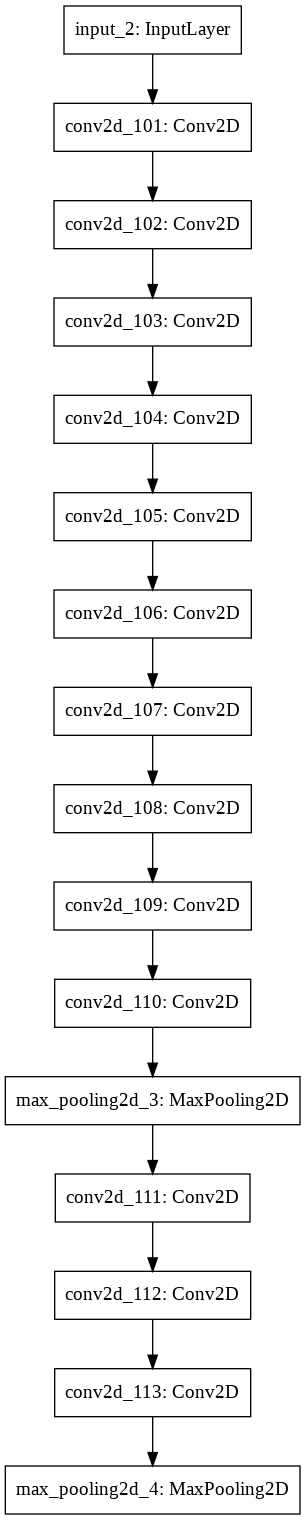 input_2: InputLayer
conv2d_101: Conv2D
conv2d_102: Conv2D
conv2d_103: Conv2D
conv2d_104: Conv2D
conv2d_105: Conv2D
conv2d_106: Conv2D
conv2d_107: Conv2D
conv2d_108: Conv2D
conv2d_109: Conv2D
conv2d_110: Conv2D
max_pooling2d_3: MaxPooling2D
conv2d_111: Conv2D
conv2d_112: Conv2D
conv2d_113: Conv2D
max_pooling2d_4: MaxPooling2D